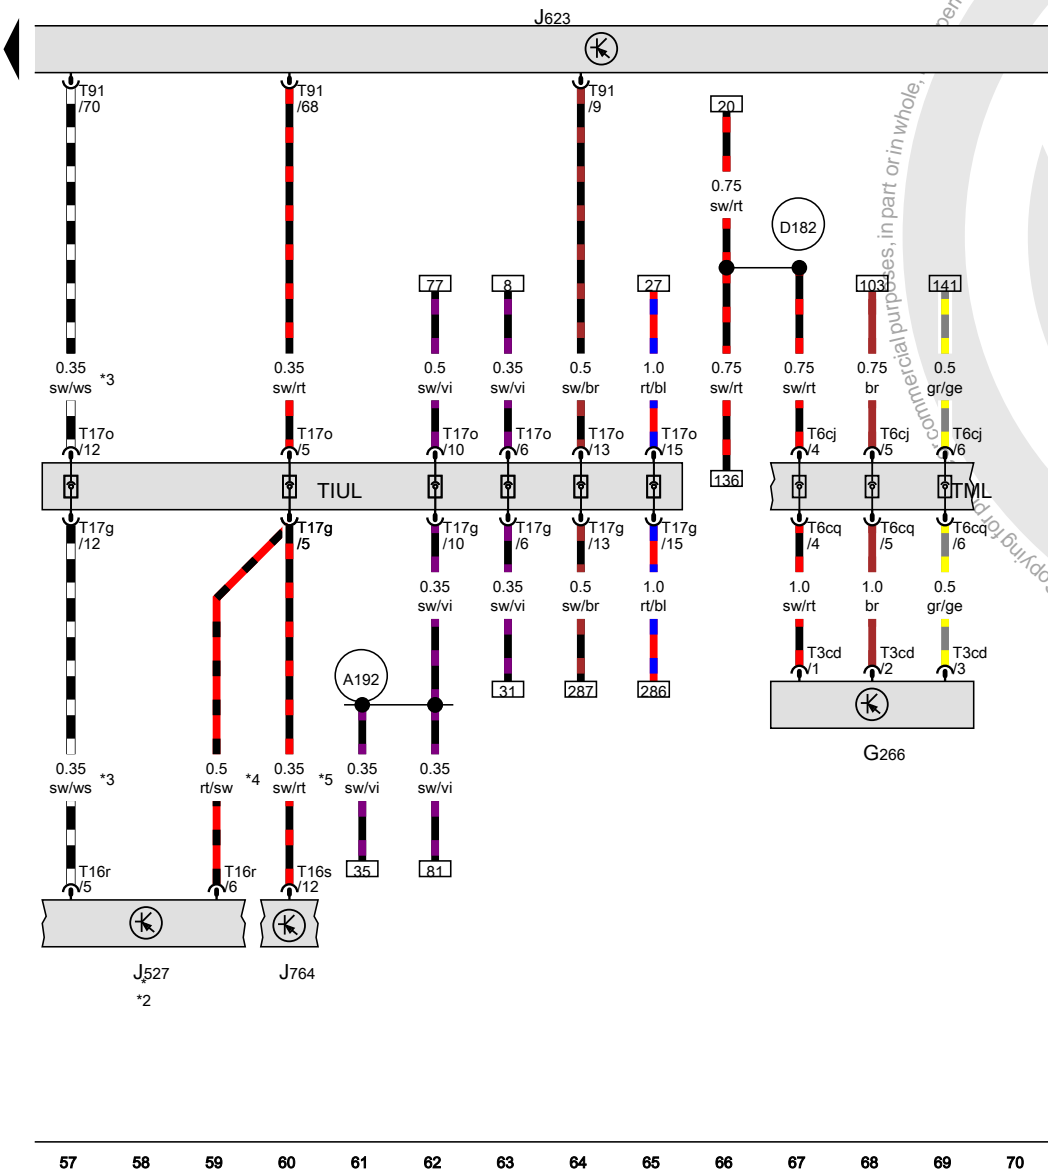 J623
T91
/70
T91
/68
T91
/9
20
0.75
sw/rt
D182
77
8
27
103
141
0.35
sw/ws
*3
0.35
sw/rt
0.5
sw/vi
0.35
sw/vi
0.5
sw/br
1.0
rt/bl
0.75
sw/rt
0.75
sw/rt
0.75
br
0.5
gr/ge
T17o
/12
T17o
/5
T17o
/10
T17o
/6
T17o
/13
T17o
/15
T6cj
/4
T6cj
/5
T6cj
/6
136
TIUL
TML
T17g
/12
T17g
/5
T17g
/10
T17g
/6
T17g
/13
T17g
/15
T6cq
/4
T6cq
/5
T6cq
/6
0.35
sw/vi
0.35
sw/vi
0.5
sw/br
1.0
rt/bl
1.0
sw/rt
1.0
br
0.5
gr/ge
A192
31
287
286
T3cd
/1
T3cd
/2
T3cd
/3
G266
0.35
sw/ws
*3
0.5
rt/sw
*4
0.35
sw/rt
*5
0.35
sw/vi
0.35
sw/vi
35
81
T16r
/5
T16r
/6
T16s
/12
J527
*
*2
J764
57 58 59 60 61 62 63 64 65 66 67 68 69 70
commercial purposes, in part or in whole,
Copying for